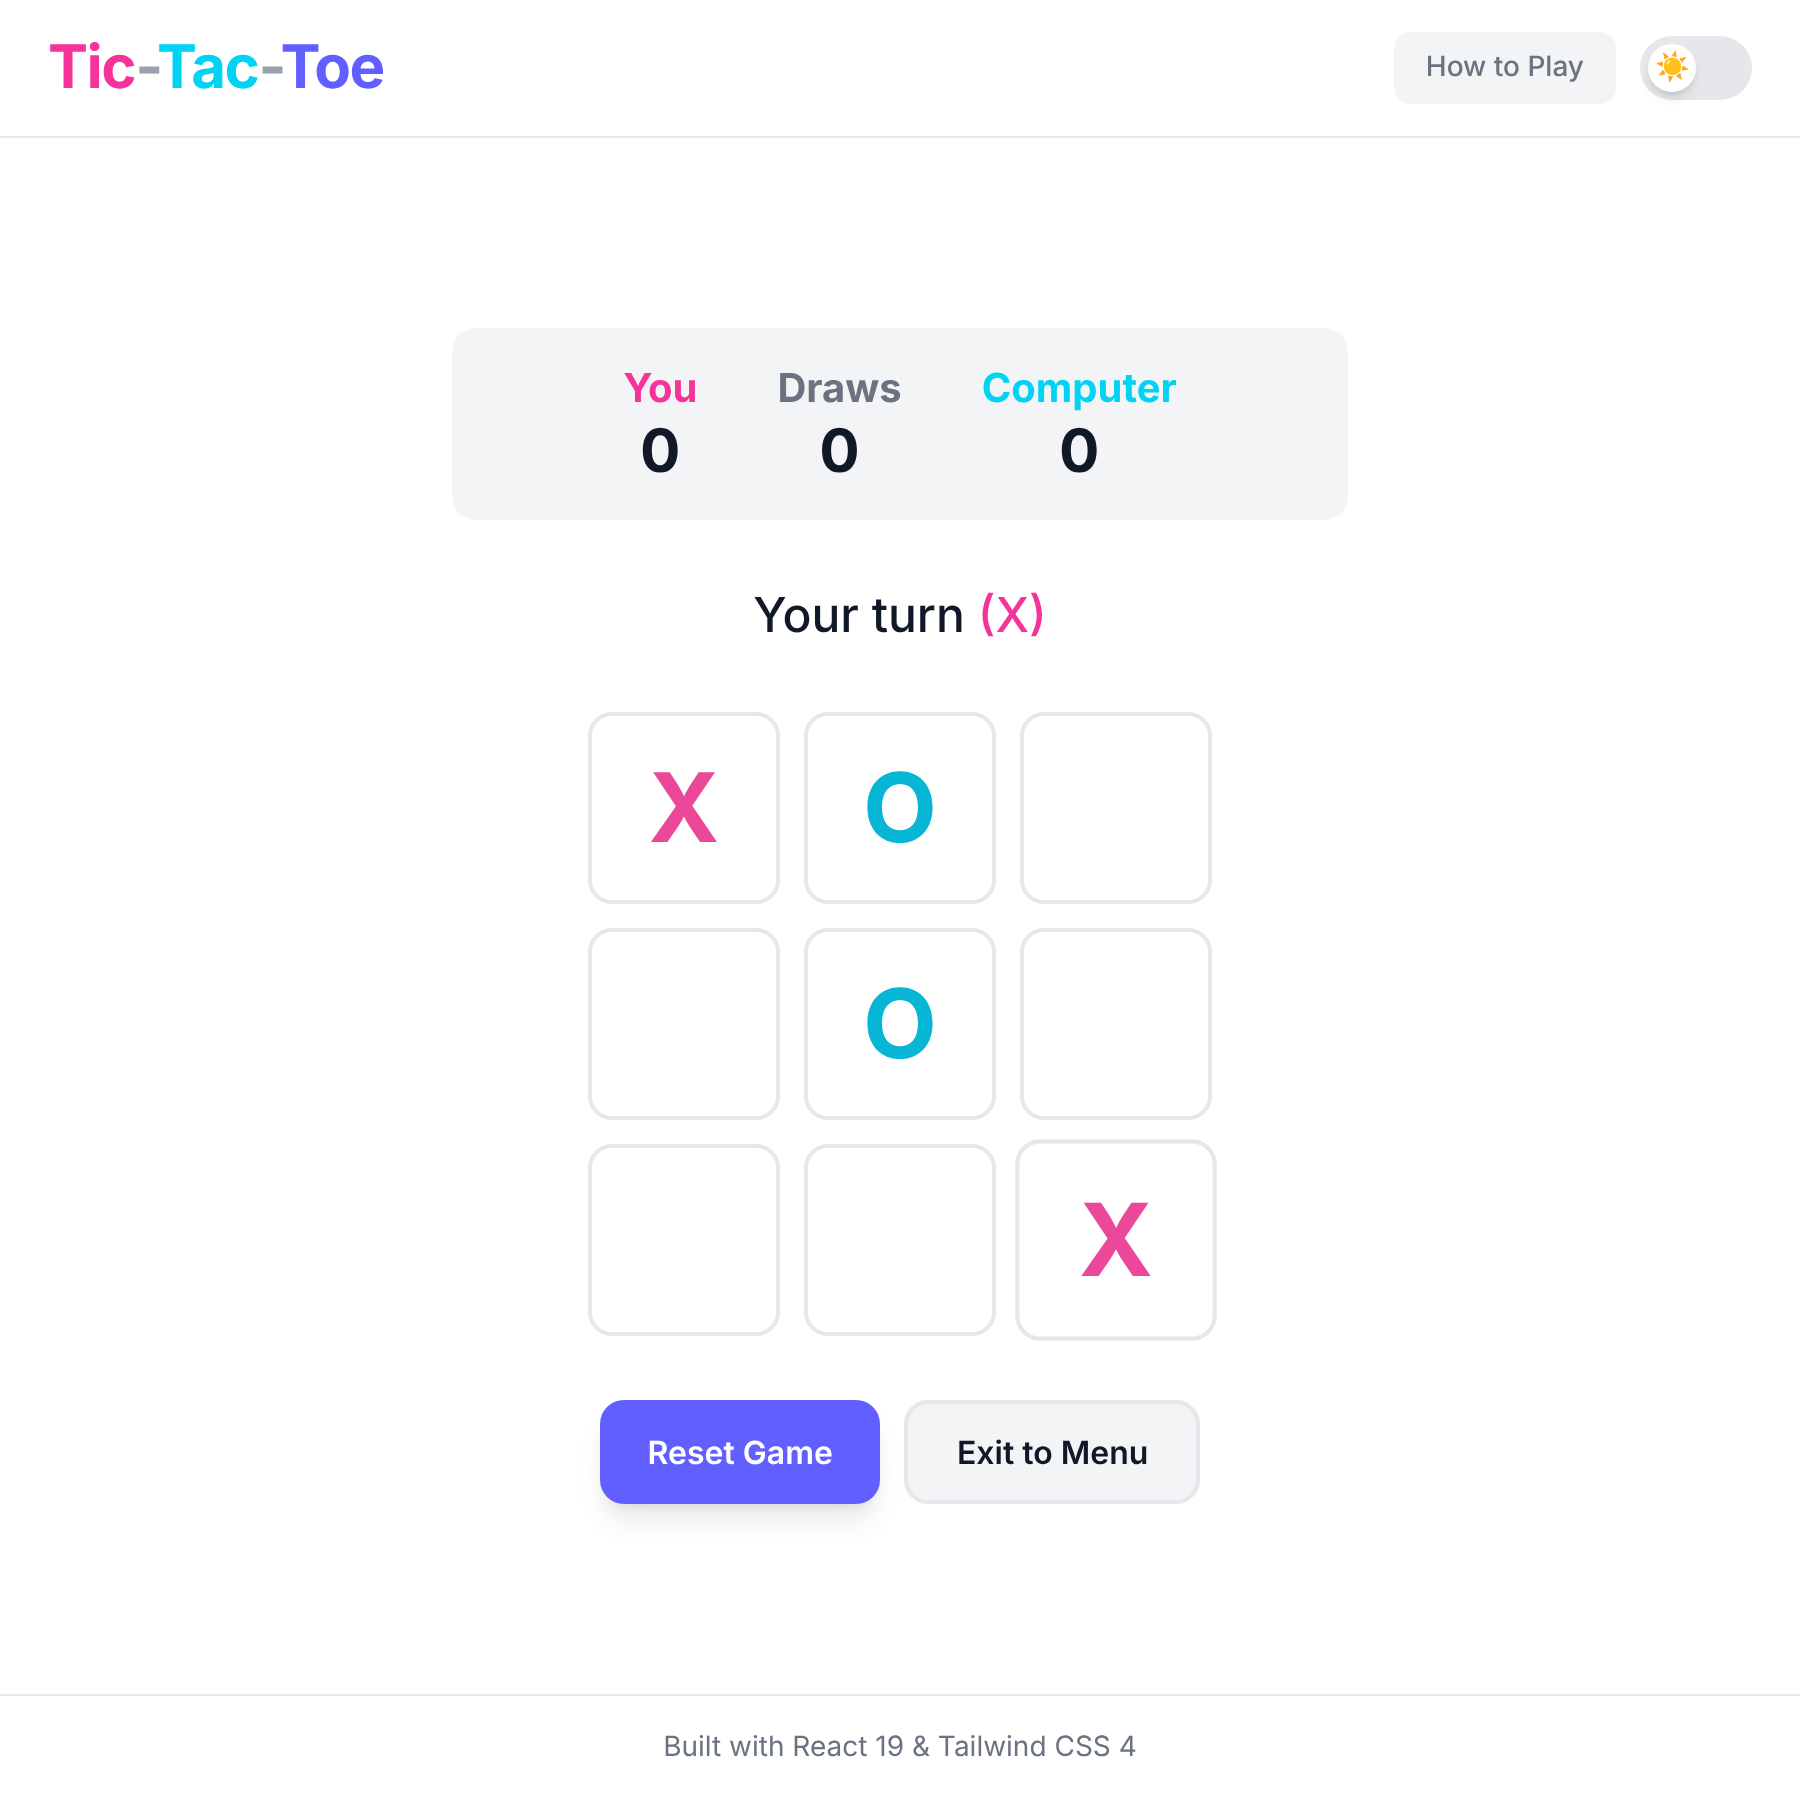 Tic-Tac-Toe
How to Play
You Draws Computer
0 0 0
Your turn (X)
X O
O
X
Reset Game Exit to Menu
Built with React 19 & Tailwind CSS 4